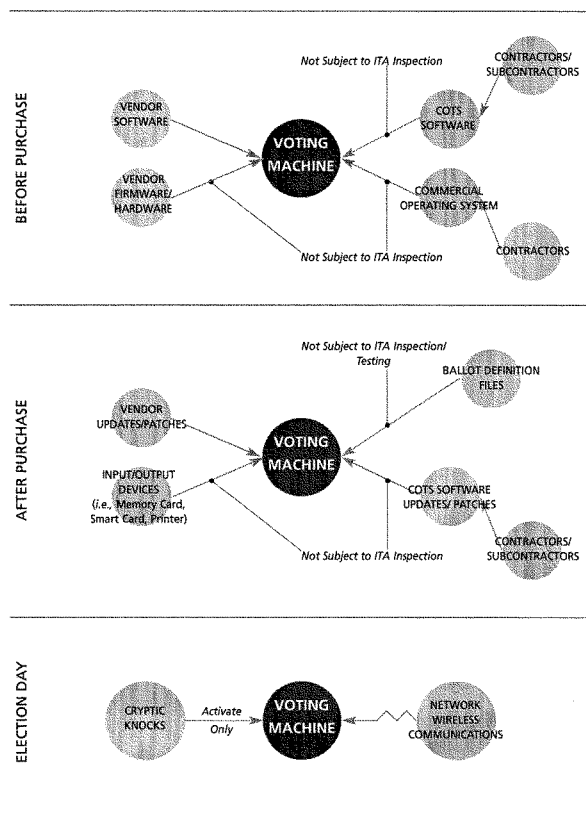 BEFORE PURCHASE
Not Subject to ITA Inspection
CONTRACTORS/
SUBCONTRACTORS
VENDOR
SOFTWARE
COTS
SOFTWARE
VOTING
MACHINE
VENDOR
FIRMWARE/
HARDWARE
COMMERCIAL
OPERATING SYSTEM
CONTRACTORS
Not Subject to ITA Inspection
AFTER PURCHASE
Not Subject to ITA Inspection/
Testing
BALLOT DEFINITION
FILES
VENDOR
UPDATES/PATCHES
VOTING
MACHINE
INPUT/OUTPUT
DEVICES
(i.e., Memory Card,
Smart Card, Printer)
COTS SOFTWARE
UPDATES/ PATCHES
CONTRACTORS/
SUBCONTRACTORS
Not Subject to ITA Inspection
ELECTION DAY
CRYPTIC
KNOCKS
Activate
Only
VOTING
MACHINE
NETWORK
WIRELESS
COMMUNICATIONS